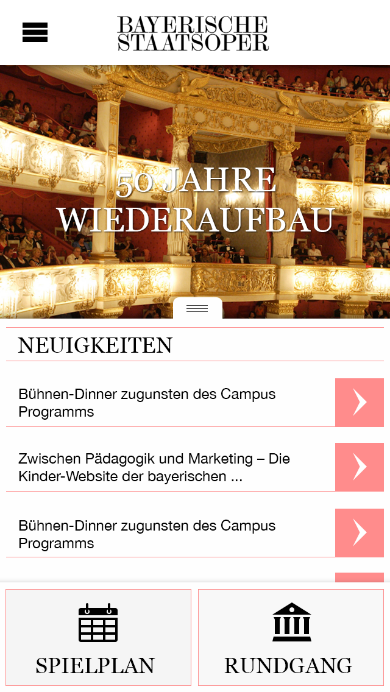 BAYERISCHE
STAATSOPER
50 JAHRE
WIEDERAUFBAU
NEUIGKEITEN
Bühnen-Dinner zugunsten des Campus
Programms
Zwischen Pädagogik und Marketing – Die
Kinder-Website der bayerischen ...
Bühnen-Dinner zugunsten des Campus
Programms
SPIELPLAN
RUNDGANG